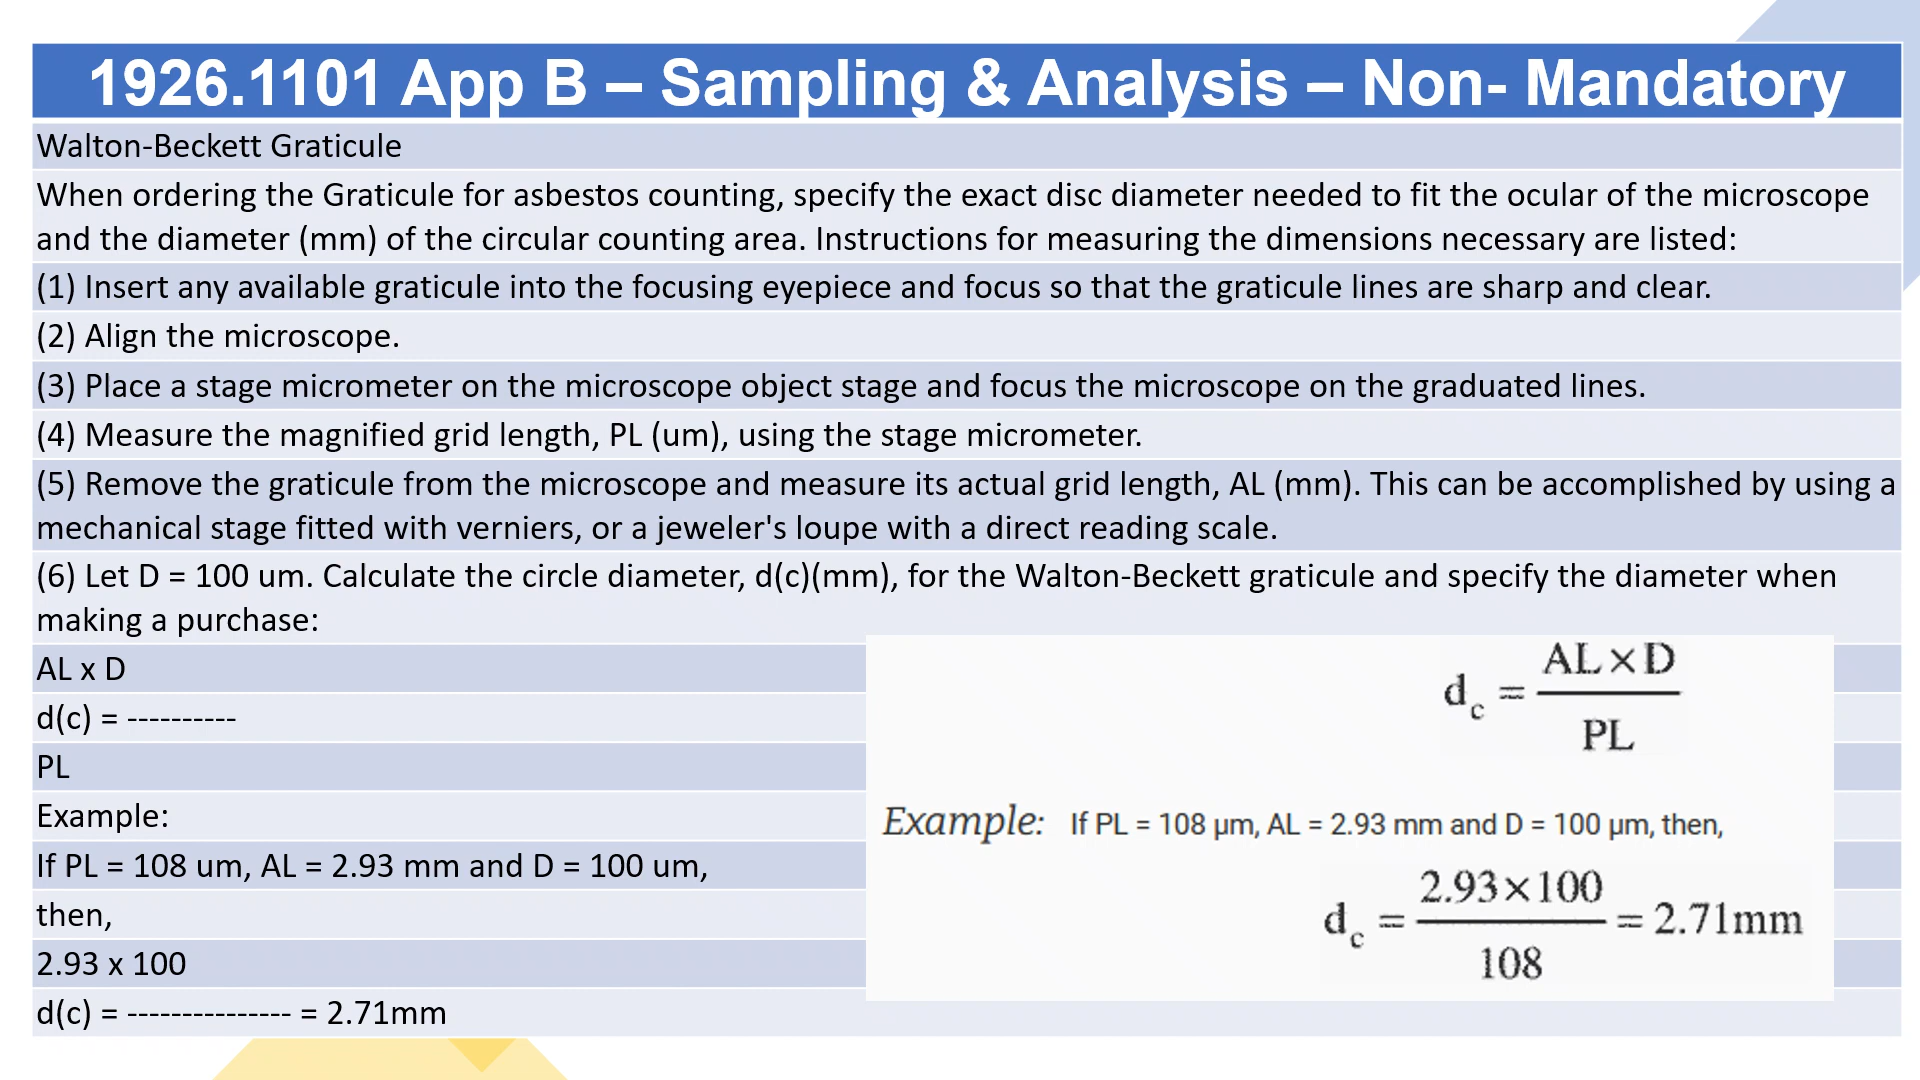 1926.1101 App B – Sampling & Analysis – Non- Mandatory
Walton-Beckett Graticule
When ordering the Graticule for asbestos counting, specify the exact disc diameter needed to fit the ocular of the microscope
and the diameter (mm) of the circular counting area. Instructions for measuring the dimensions necessary are listed:
(1) Insert any available graticule into the focusing eyepiece and focus so that the graticule lines are sharp and clear.
(2) Align the microscope.
(3) Place a stage micrometer on the microscope object stage and focus the microscope on the graduated lines.
(4) Measure the magnified grid length, PL (um), using the stage micrometer.
(5) Remove the graticule from the microscope and measure its actual grid length, AL (mm). This can be accomplished by using a
mechanical stage fitted with verniers, or a jeweler's loupe with a direct reading scale.
(6) Let D = 100 um. Calculate the circle diameter, d(c)(mm), for the Walton-Beckett graticule and specify the diameter when
making a purchase:
AL x D
d(c) = ----------
PL
Example:
If PL = 108 um, AL = 2.93 mm and D = 100 um,
then,
2.93 x 100
d(c) = --------------- = 2.71mm
AL×D
dc =
PL
Example: If PL = 108 µm, AL = 2.93 mm and D = 100 µm, then,
2.93×100
dc = = 2.71mm
108